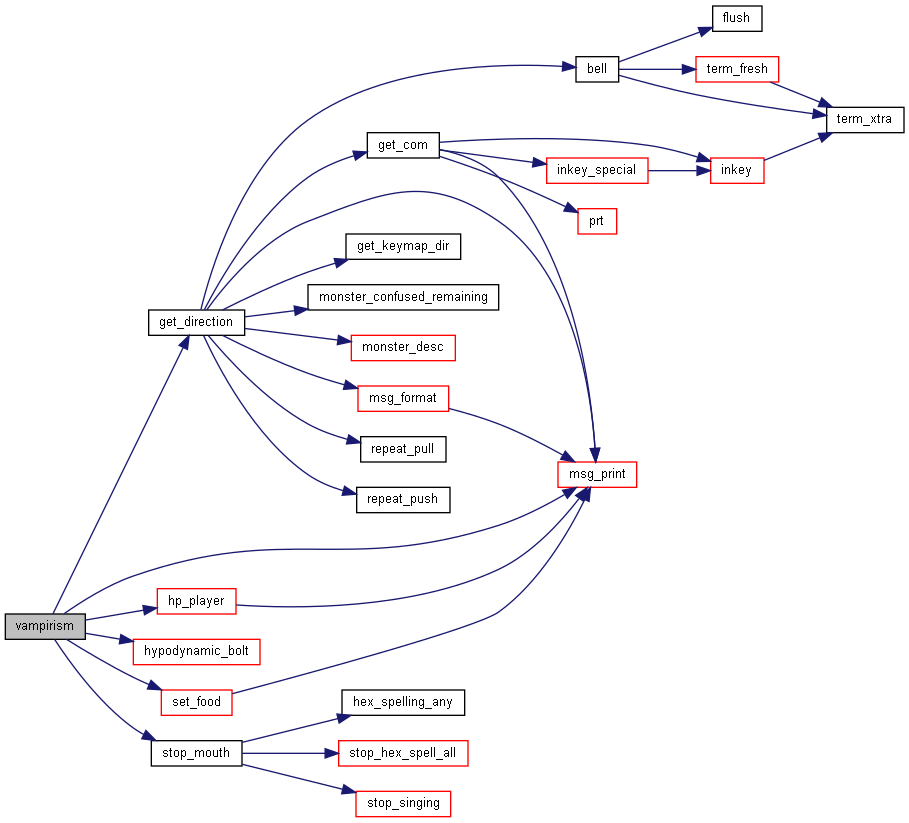 flush
bell
term_fresh
term_xtra
get_com
inkey_special
inkey
prt
get_keymap_dir
monster_confused_remaining
get_direction
monster_desc
msg_format
repeat_pull
msg_print
repeat_push
hp_player
vampirism
hypodynamic_bolt
set_food
hex_spelling_any
stop_mouth
stop_hex_spell_all
stop_singing